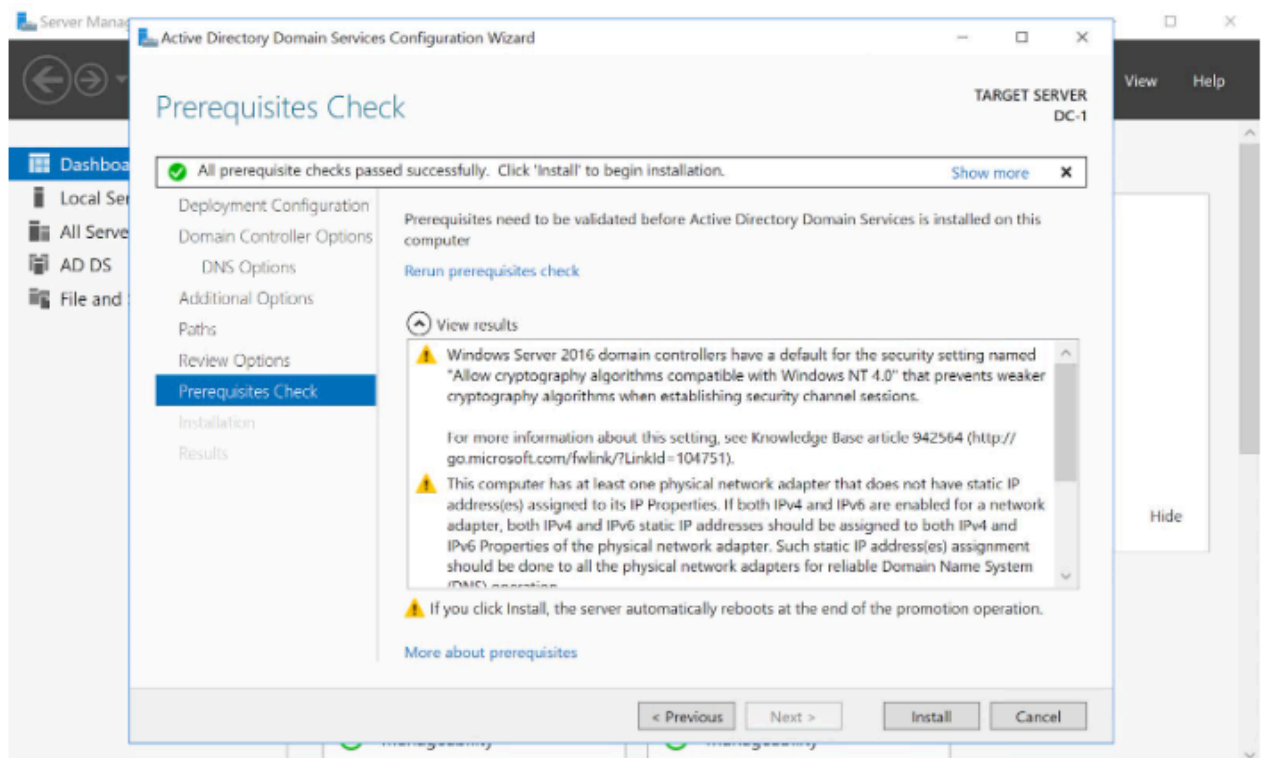 Server Manag
Active Directory Domain Services Configuration Wizard
View
Help
Prerequisites Check
TARGET SERVER
DC-1
All prerequisite checks passed successfully. Click 'Install' to begin installation.
Show more
Dashboa
Local Ser
All Serve
AD DS
File and
Deployment Configuration
Domain Controller Options
DNS Options
Additional Options
Paths
Review Options
Prerequisites Check
Installation
Results
Prerequisites need to be validated before Active Directory Domain Services is installed on this
computer
Rerun prerequisites check
View results
Windows Server 2016 domain controllers have a default for the security setting named
"Allow cryptography algorithms compatible with Windows NT 4.0" that prevents weaker
cryptography algorithms when establishing security channel sessions.
For more information about this setting, see Knowledge Base article 942564 (http://
go.microsoft.com/fwlink/?LinkId=104751).
This computer has at least one physical network adapter that does not have static IP
address(es) assigned to its IP Properties. If both IPv4 and IPv6 are enabled for a network
adapter, both IPv4 and IPv6 static IP addresses should be assigned to both IPv4 and
IPv6 Properties of the physical network adapter. Such static IP address(es) assignment
should be done to all the physical network adapters for reliable Domain Name System
(DNS) operation
If you click Install, the server automatically reboots at the end of the promotion operation.
More about prerequisites
Hide
< Previous
Next >
Install
Cancel
Manageability
Manageability